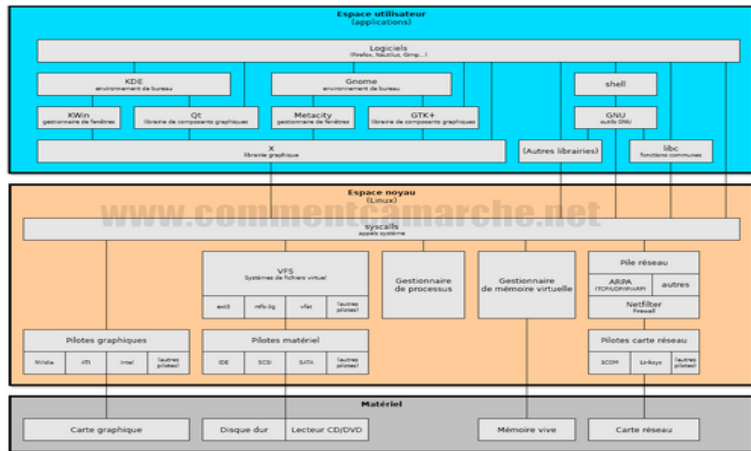 Espace utilisateur
(applications)
Logiciels
(Firefox, Nautilus, Gimp...)
KDE
environnement de bureau
Gnome
environnement de bureau
shell
KWin
gestionnaire de fenêtres
Qt
librairie de composants graphiques
Metacity
gestionnaire de fenêtres
GTK+
librairie de composants graphiques
GNU
outils GNU
X
librairie graphique
(Autres librairies)
libc
fonctions communes
Espace noyau
(Linux)
www.commentcamarche.net
syscalls
appels système
VFS
Systèmes de fichiers virtuel
ext3
ntfs-3g
vfat
(autres
pilotes)
Gestionnaire
de processus
Gestionnaire
de mémoire virtuelle
Pile réseau
ARPA
autres
Netfilter
Firewall
Pilotes graphiques
NVidia
ATI
Intel
(autres
pilotes)
Pilotes matériel
IDE
SCSI
SATA
(autres
pilotes)
Pilotes carte réseau
3COM
Linksys
(autres
pilotes)
Matériel
Carte graphique
Disque dur
Lecteur CD/DVD
Mémoire vive
Carte réseau